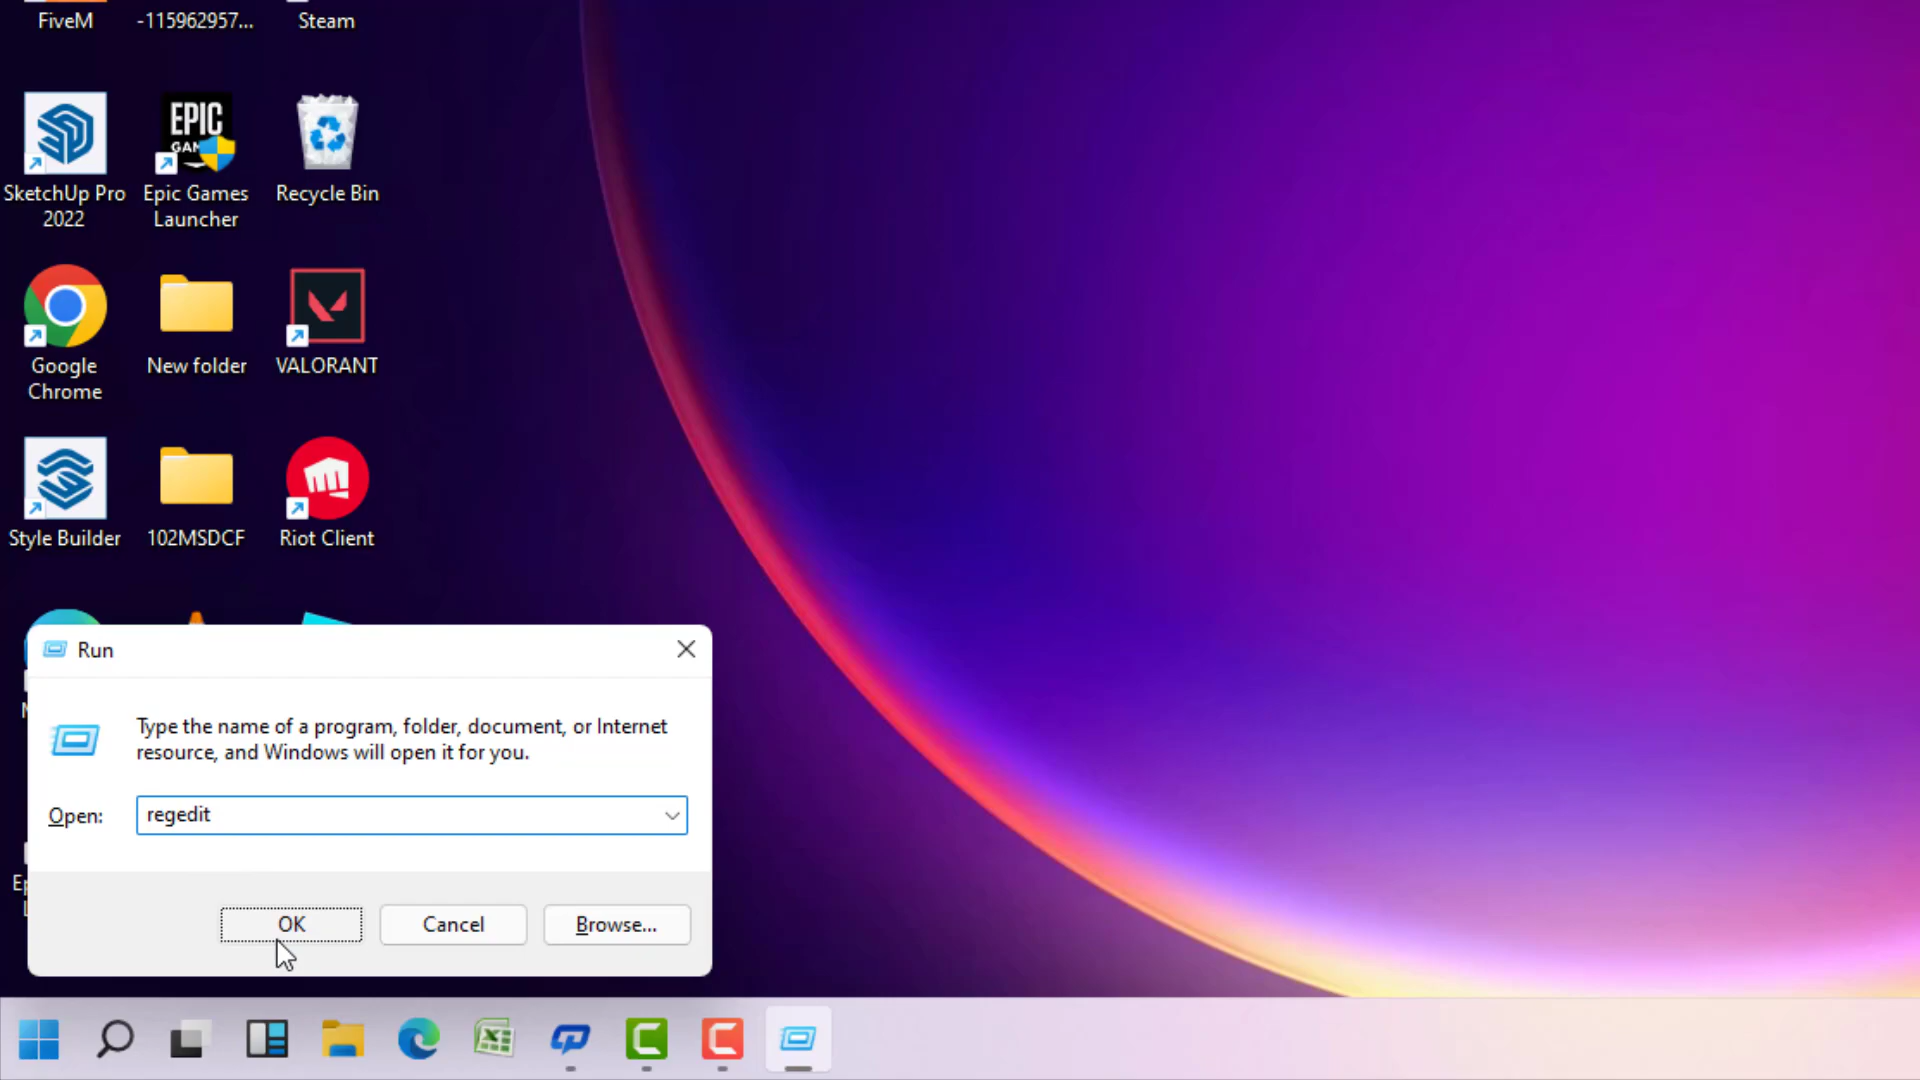 FiveM
-115962957...
Steam
EPIC
GAM
SketchUp Pro
2022
Epic Games
Launcher
Recycle Bin
Google
Chrome
New folder
VALORANT
Style Builder
102MSDCF
Riot Client
Run
Type the name of a program, folder, document, or Internet
resource, and Windows will open it for you.
Open:
regedit
OK
Cancel
Browse...